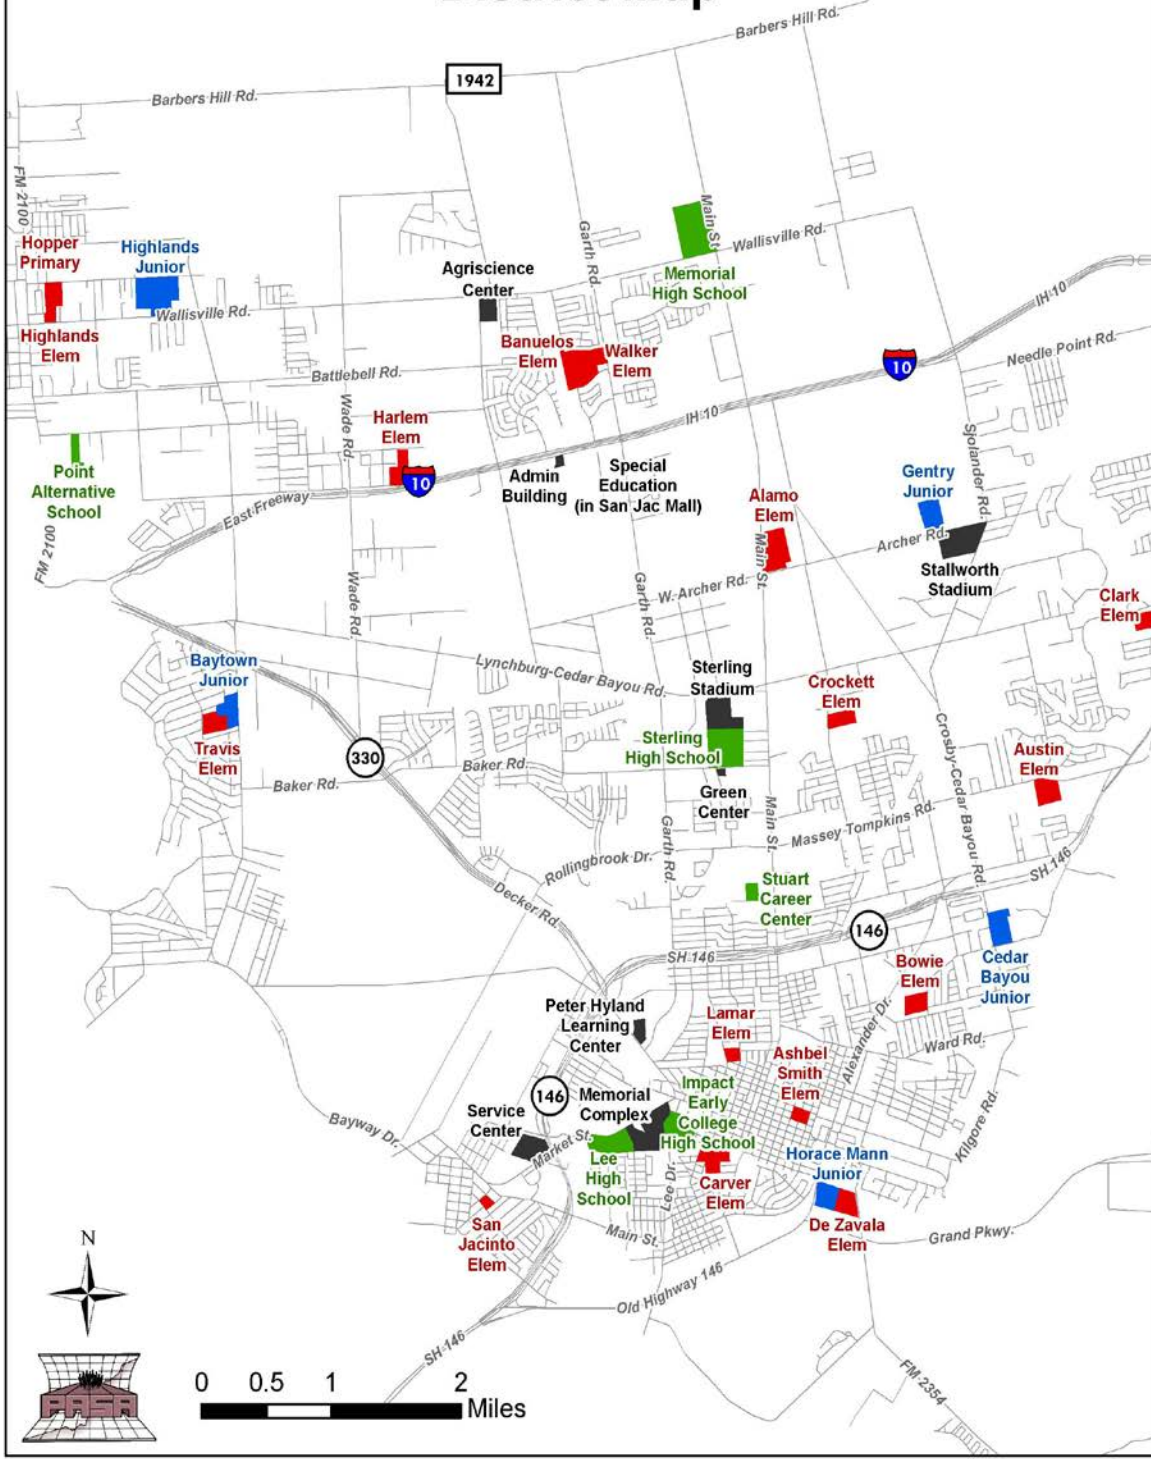 Barbers Hill Rd.
1942
Barbers Hill Rd.
FM 2100
Main St.
Garth Rd.
Wallisville Rd.
Hopper
Primary
Highlands
Junior
Agriscience
Center
Memorial
High School
IH 10
Wallisville Rd.
Highlands
Elem
Banuelos
Elem
Walker
Elem
Needle Point Rd.
10
Battlebell Rd.
Wade Rd.
Harlem
Elem
IH 10
Sjolander Rd.
Point
Alternative
School
10
Admin
Building
Special
Education
(in San Jac Mall)
Gentry
Junior
Alamo
Elem
East Freeway
FM 2100
Archer Rd.
Main St.
Stallworth
Stadium
Wade Rd.
Garth Rd.
W. Archer Rd.
Clark
Elem
Baytown
Junior
Lynchburg-Cedar Bayou Rd.
Sterling
Stadium
Crockett
Elem
Travis
Elem
330
Sterling
High School
Crosby-Cedar Bayou Rd.
Austin
Elem
Baker Rd.
Baker Rd.
Green
Center
Main St.
Massey Tompkins Rd.
Garth Rd.
Rollingbrook Dr.
SH 146
Decker Rd.
Stuart
Career
Center
146
SH 146
Bowie
Elem
Cedar
Bayou
Junior
Peter Hyland
Learning
Center
Lamar
Elem
Alexander Dr.
Ward Rd.
Ashbel
Smith
Elem
146
Memorial
Complex
Impact
Early
College
High School
Service
Center
Bayway Dr.
Market St.
Kilgore Rd.
Lee
High
School
Lee Dr.
Carver
Elem
Horace Mann
Junior
San
Jacinto
Elem
Main St.
De Zavala
Elem
Grand Pkwy.
N
Old Highway 146
SH 146
FM 2354
PASA
0 0.5 1 2
Miles